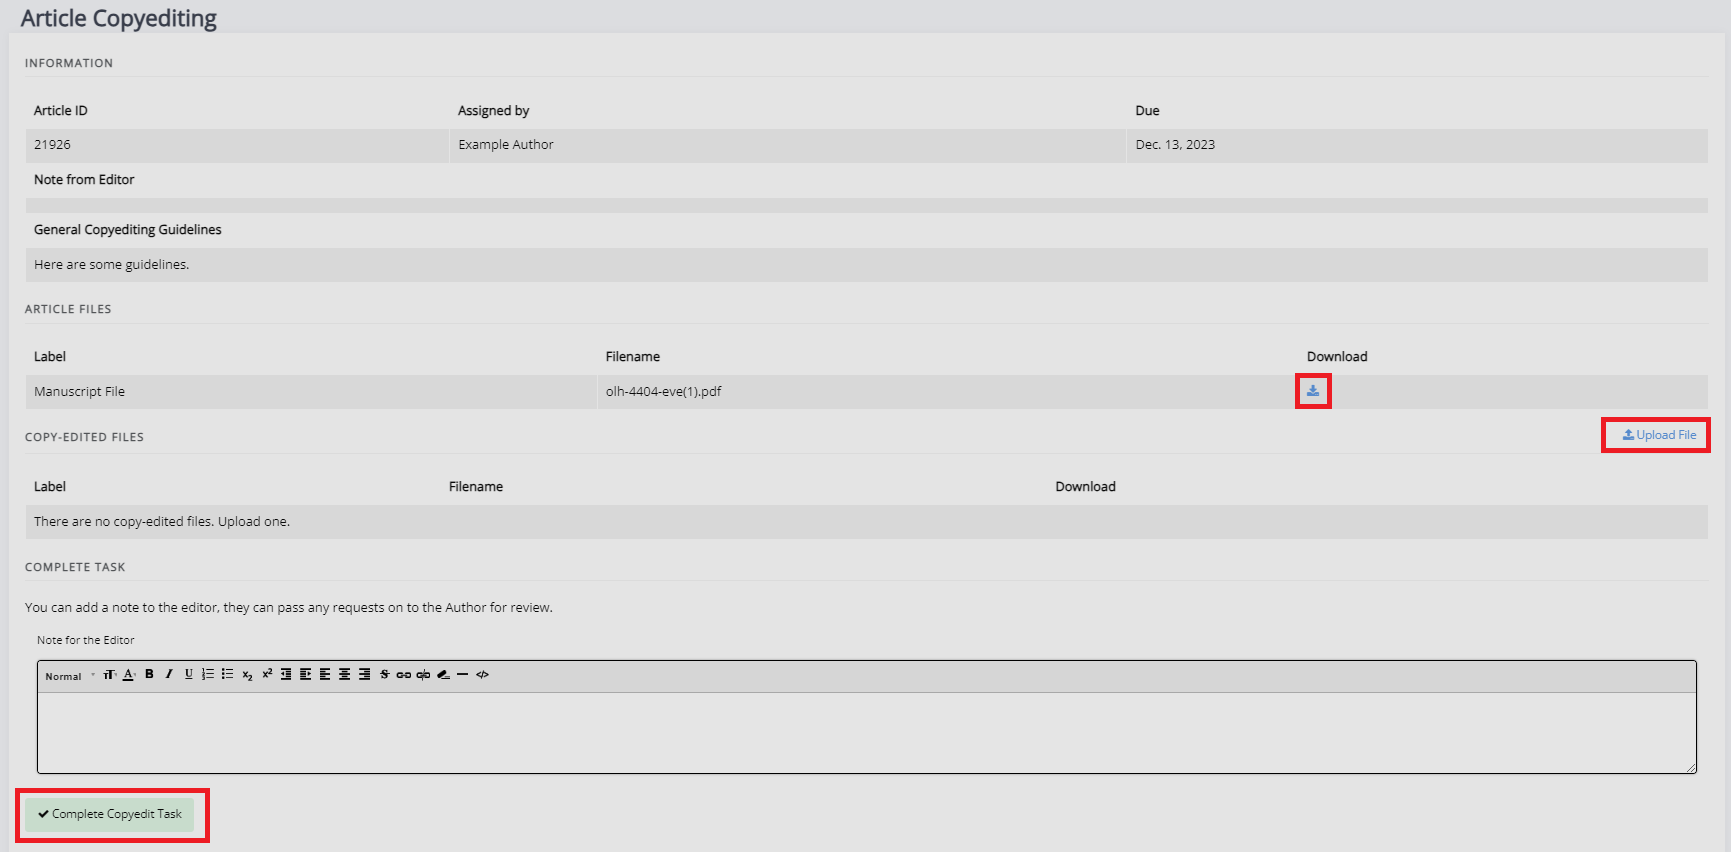 Article Copyediting
INFORMATION
Article ID Assigned by Due
21926 Example Author Dec. 13, 2023
Note from Editor
General Copyediting Guidelines
Here are some guidelines.
ARTICLE FILES
Label Filename Download
Manuscript File olh-4404-eve(1).pdf
COPY-EDITED FILES Upload File
Label Filename Download
There are no copy-edited files. Upload one.
COMPLETE TASK
You can add a note to the editor, they can pass any requests on to the Author for review.
Note for the Editor
Normal
Complete Copyedit Task